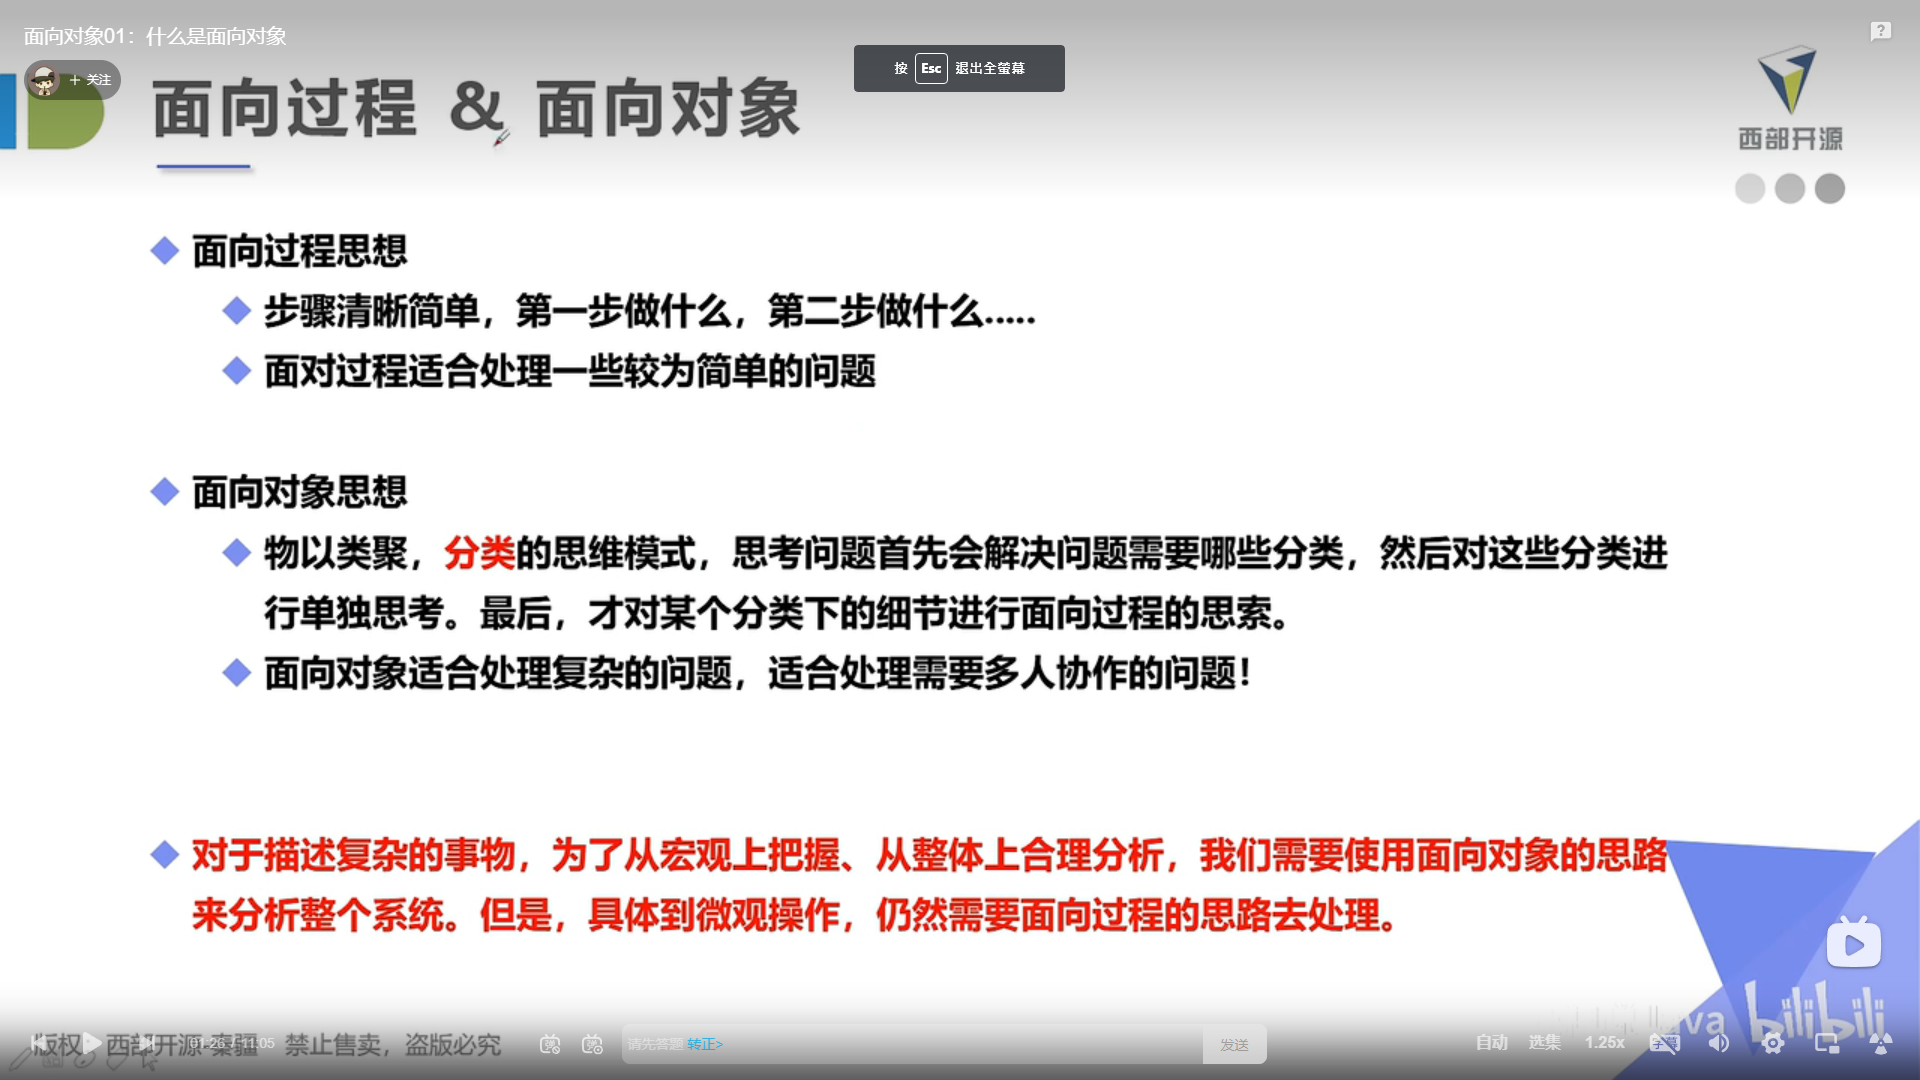 面向对象01：什么是面向对象
+ 关注
按 Esc 退出全萤幕
面向过程 & 面向对象
西部开源
面向过程思想
步骤清晰简单，第一步做什么，第二步做什么.....
面对过程适合处理一些较为简单的问题
面向对象思想
物以类聚，分类的思维模式，思考问题首先会解决问题需要哪些分类，然后对这些分类进
行单独思考。最后，才对某个分类下的细节进行面向过程的思索。
面向对象适合处理复杂的问题，适合处理需要多人协作的问题！
对于描述复杂的事物，为了从宏观上把握、从整体上合理分析，我们需要使用面向对象的思路
来分析整个系统。但是，具体到微观操作，仍然需要面向过程的思路去处理。
bilibili
版权 西部开源-秦疆 禁止售卖，盗版必究
01:26 / 11:05
请先答题 转正>
发送
自动 选集 1.25x 字幕